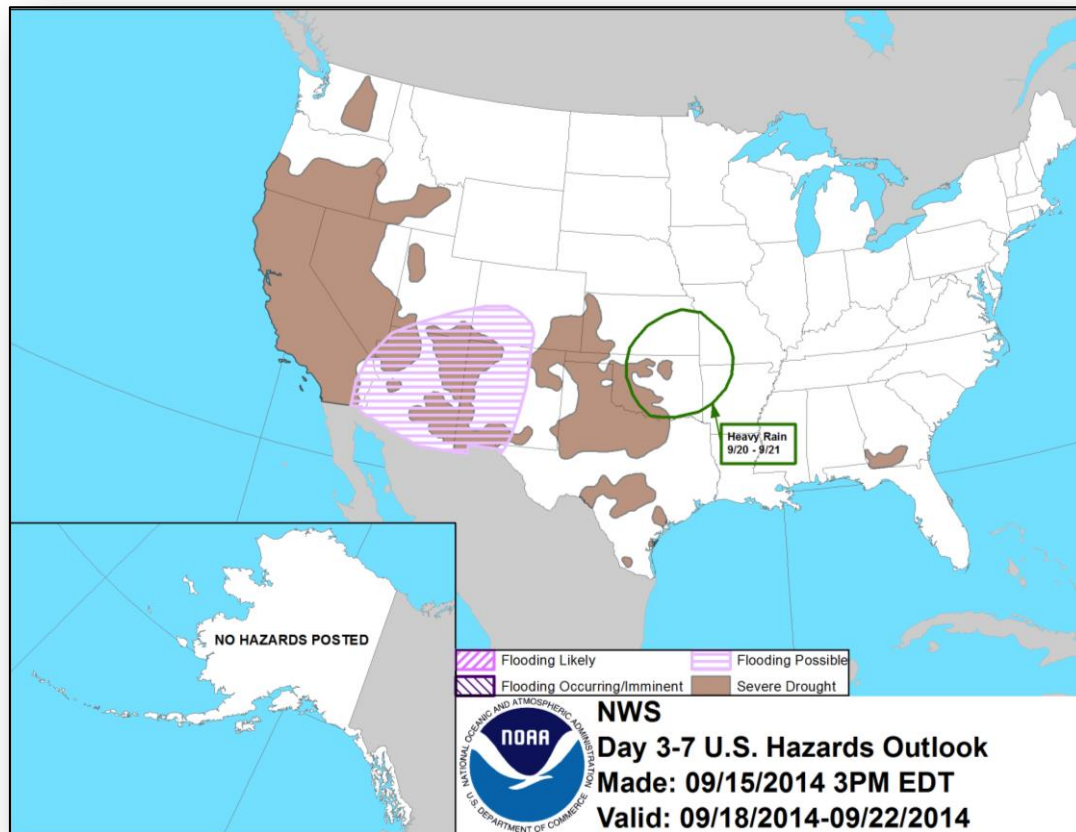 Heavy Rain
9/20 - 9/21
NO HAZARDS POSTED
Flooding Likely
Flooding Possible
Flooding Occurring/Imminent
Severe Drought
NATIONAL OCEANIC AND ATMOSPHERIC ADMINISTRATION
NOAA
U.S. DEPARTMENT OF COMMERCE
NWS
Day 3-7 U.S. Hazards Outlook
Made: 09/15/2014 3PM EDT
Valid: 09/18/2014-09/22/2014